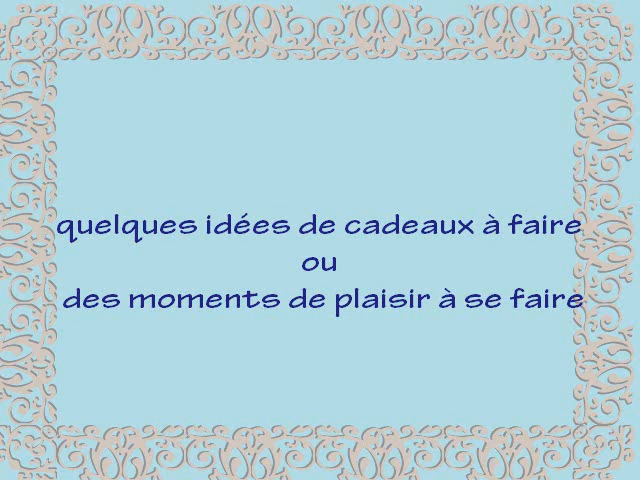 quelques idées de cadeaux à faire
ou
des moments de plaisir à se faire